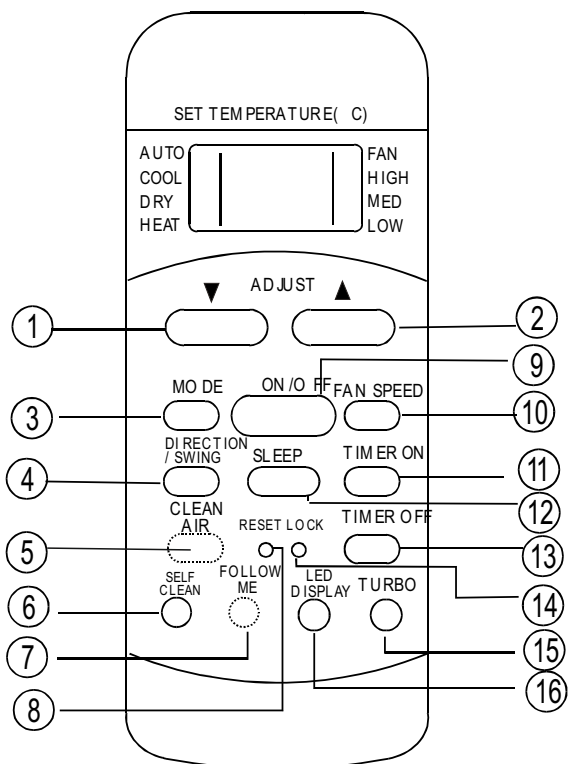 SET TEMPERATURE( C)
AUTO
COOL
DRY
HEAT
FAN
HIGH
MED
LOW
▼ ADJUST ▲
1
2
9
MODE
ON/OFF
FAN SPEED
3
10
DIRECTION
/ SWING
SLEEP
TIMER ON
4
11
12
CLEAN
AIR
RESET LOCK
TIMER OFF
5
13
SELF
CLEAN
FOLLOW
ME
LED
DISPLAY
TURBO
6
14
7
15
8
16